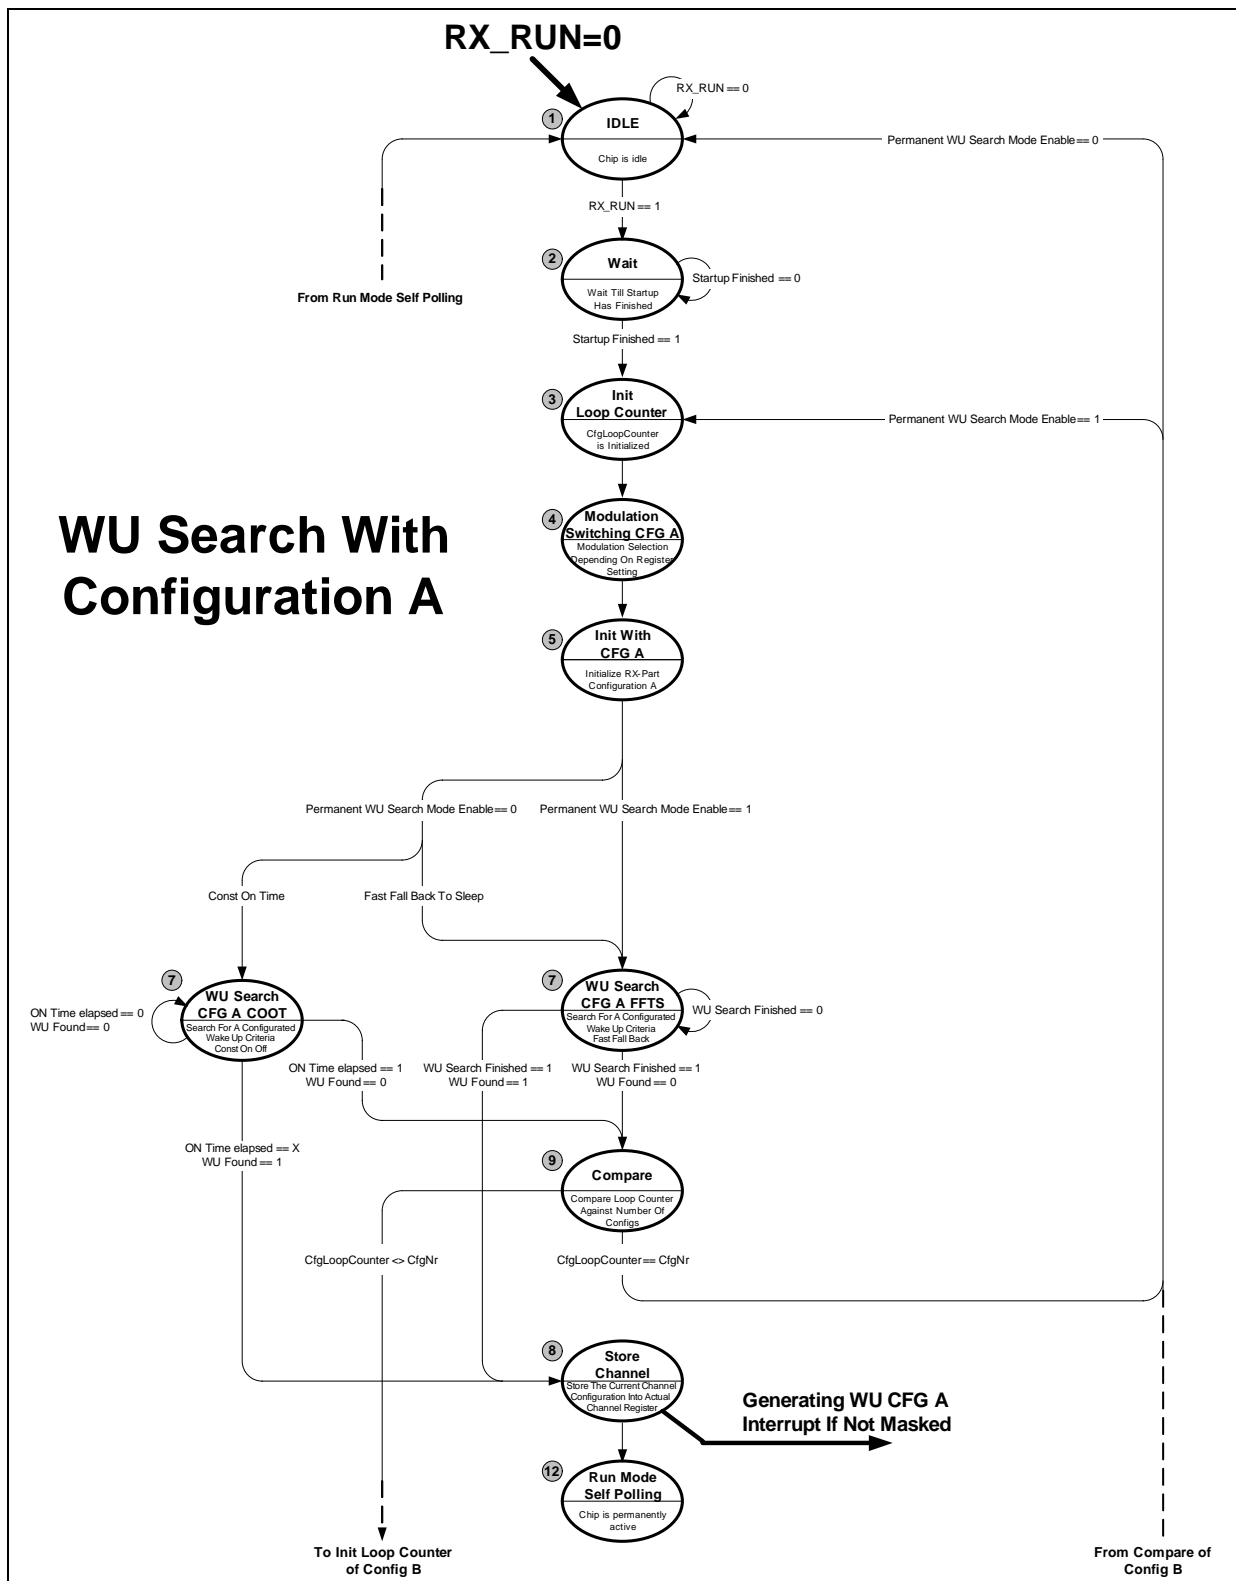 RX_RUN=0
RX_RUN == 0
1
IDLE
Chip is idle
Permanent WU Search Mode Enable== 0
RX_RUN == 1
2
Wait
Wait Till Startup
Has Finished
Startup Finished == 0
From Run Mode Self Polling
Startup Finished == 1
3
Init
Loop Counter
CfgLoopCounter
is Initialized
Permanent WU Search Mode Enable== 1
WU Search With
Configuration A
4
Modulation
Switching CFG A
Modulation Selection
Depending On Register
Setting
5
Init With
CFG A
Initialize RX-Part
Configuration A
Permanent WU Search Mode Enable== 0
Permanent WU Search Mode Enable== 1
Const On Time
Fast Fall Back To Sleep
7
WU Search
CFG A COOT
Search For A Configurated
Wake Up Criteria
Const On Off
ON Time elapsed == 0
WU Found== 0
7
WU Search
CFG A FFTS
Search For A Configurated
Wake Up Criteria
Fast Fall Back
WU Search Finished == 0
ON Time elapsed == 1
WU Found== 0
WU Search Finished == 1
WU Found== 1
WU Search Finished == 1
WU Found== 0
ON Time elapsed == X
WU Found== 1
9
Compare
Compare Loop Counter
Against Number Of
Configs
CfgLoopCounter <> CfgNr
CfgLoopCounter== CfgNr
8
Store
Channel
Store The Current Channel
Configuration Into Actual
Channel Register
Generating WU CFG A
Interrupt If Not Masked
12
Run Mode
Self Polling
Chip is permanently
active
To Init Loop Counter
of Config B
From Compare of
Config B